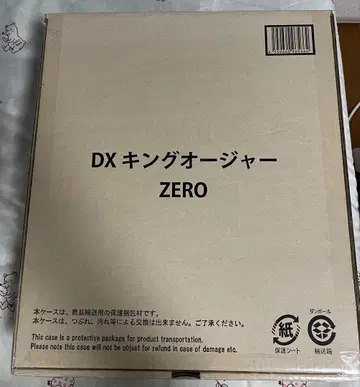 DX キングオージャー
ZERO
本ケースは、商品輸送用の保護梱包材です。
本ケースは、つぶれ、汚れ等による交換は出来ません。ご了承ください。
This case is a protective package for product transportation.
Please note this case will not be objest for refund in case of damage etc.
紙
保護シート
ダンボール
輸送箱